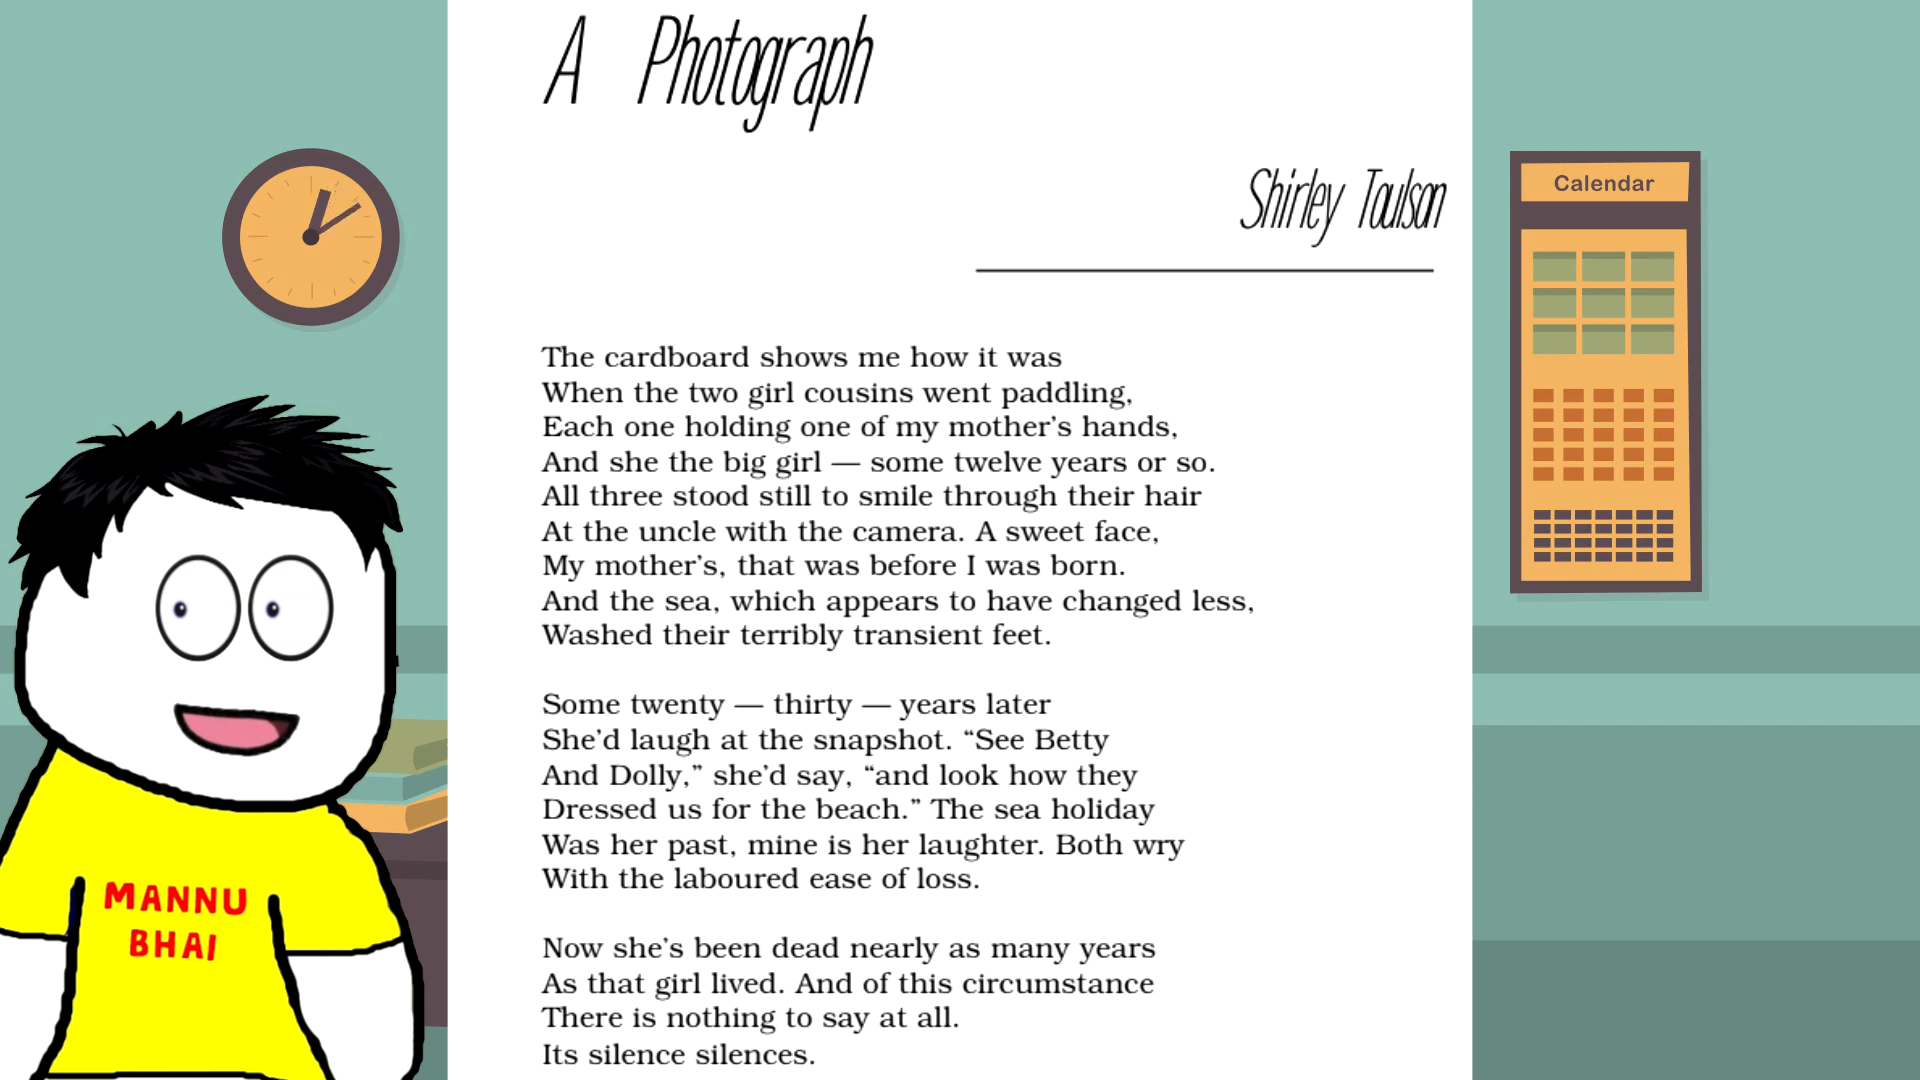 A Photograph
Shirley Toulson
Calendar
The cardboard shows me how it was
When the two girl cousins went paddling,
Each one holding one of my mother's hands,
And she the big girl — some twelve years or so.
All three stood still to smile through their hair
At the uncle with the camera. A sweet face,
My mother's, that was before I was born.
And the sea, which appears to have changed less,
Washed their terribly transient feet.
Some twenty — thirty — years later
She'd laugh at the snapshot. “See Betty
And Dolly,” she'd say, “and look how they
Dressed us for the beach.” The sea holiday
Was her past, mine is her laughter. Both wry
With the laboured ease of loss.
Now she's been dead nearly as many years
As that girl lived. And of this circumstance
There is nothing to say at all.
Its silence silences.
MANNU
BHAI